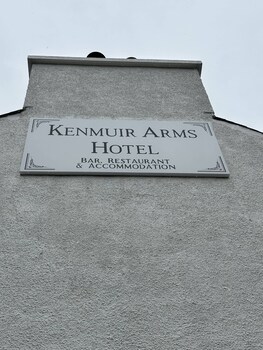 KENMUIR ARMS
HOTEL
BAR, RESTAURANT
& ACCOMMODATION